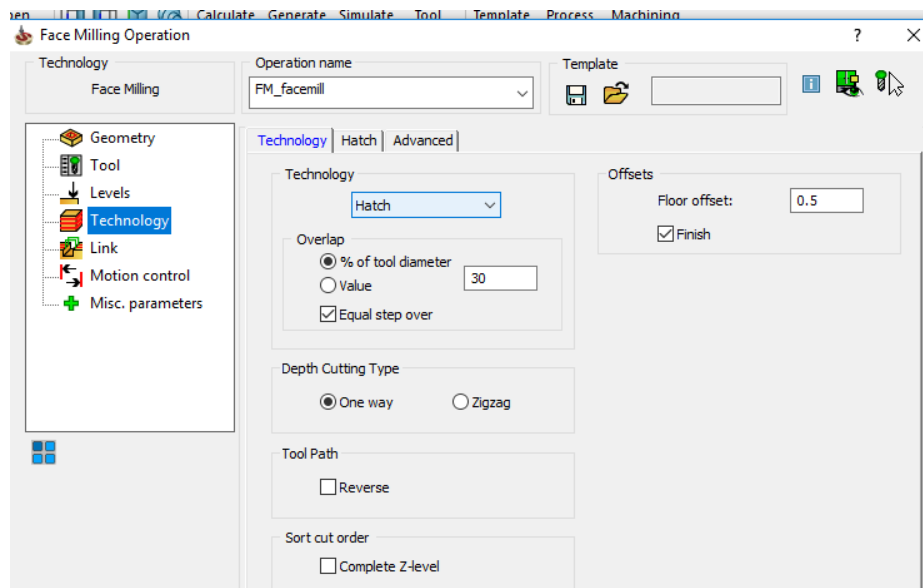 Calculate Generate Simulate Tool Template Process Machining
Face Milling Operation ?
Technology
Face Milling
Operation name
FM_facemill
Template
Geometry
Tool
Levels
Technology
Link
Motion control
Misc. parameters
Technology Hatch Advanced
Technology
Hatch
Overlap
% of tool diameter
Value
30
Equal step over
Offsets
Floor offset: 0.5
Finish
Depth Cutting Type
One way Zigzag
Tool Path
Reverse
Sort cut order
Complete Z-level